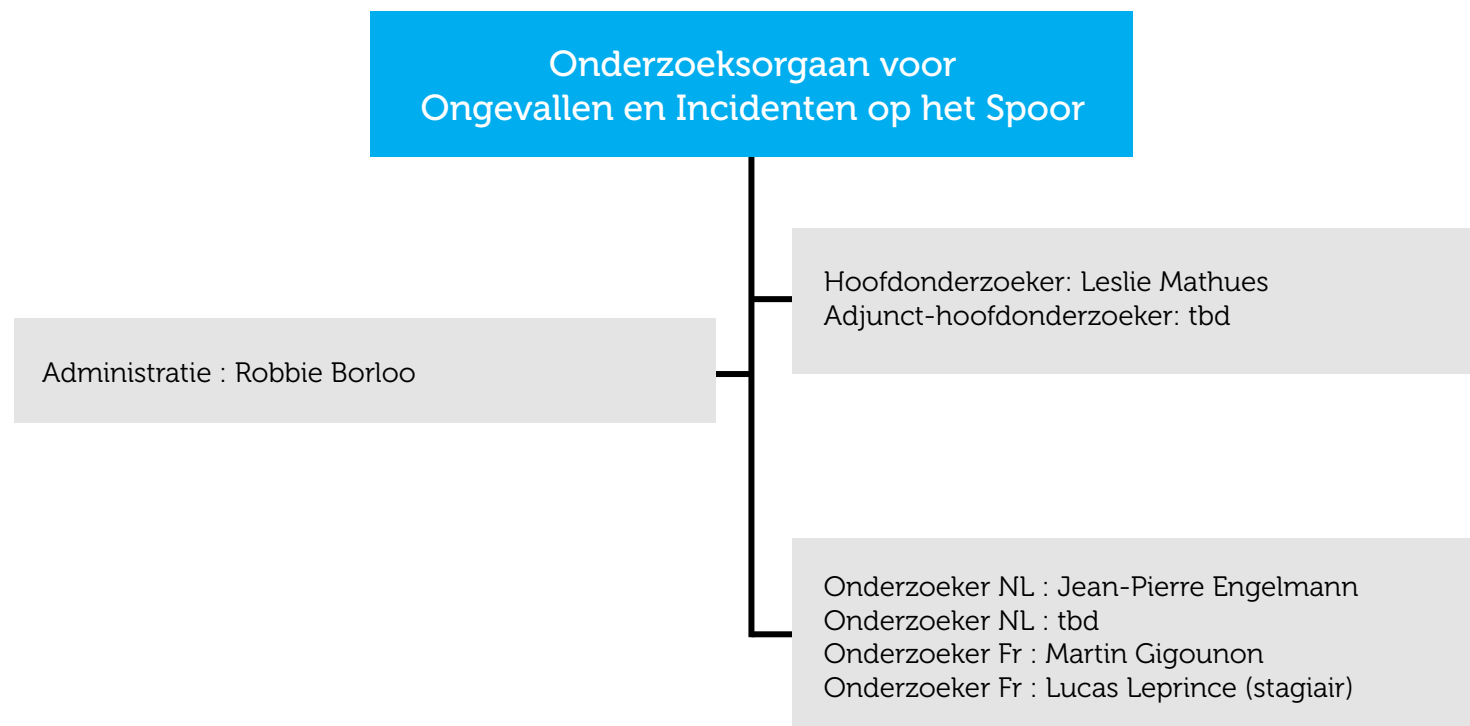 Onderzoeksorgaan voor
Ongevallen en Incidenten op het Spoor
Hoofdonderzoeker: Leslie Mathues
Adjunct-hoofdonderzoeker: tbd
Administratie : Robbie Borloo
Onderzoeker NL : Jean-Pierre Engelmann
Onderzoeker NL : tbd
Onderzoeker Fr : Martin Gigounon
Onderzoeker Fr : Lucas Leprince (stagiair)